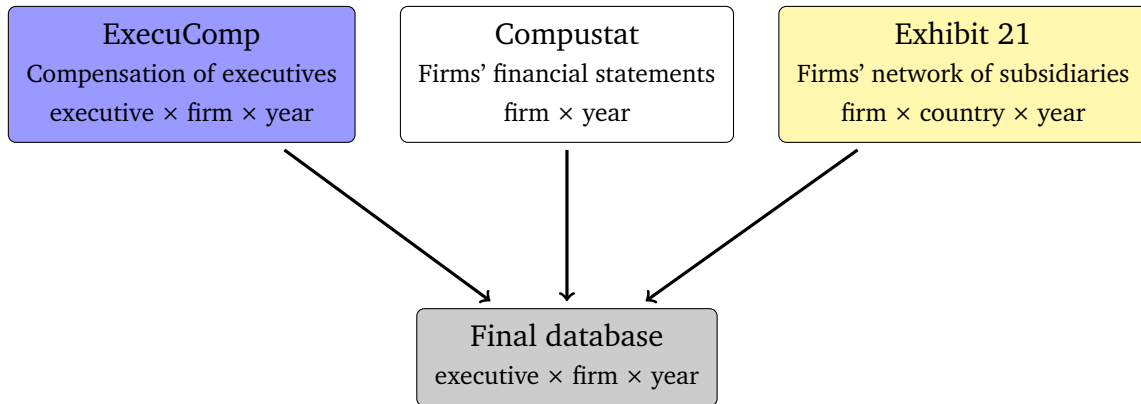 ExecuComp
Compensation of executives
executive × firm × year
Compustat
Firms' financial statements
firm × year
Exhibit 21
Firms' network of subsidiaries
firm × country × year
Final database
executive × firm × year